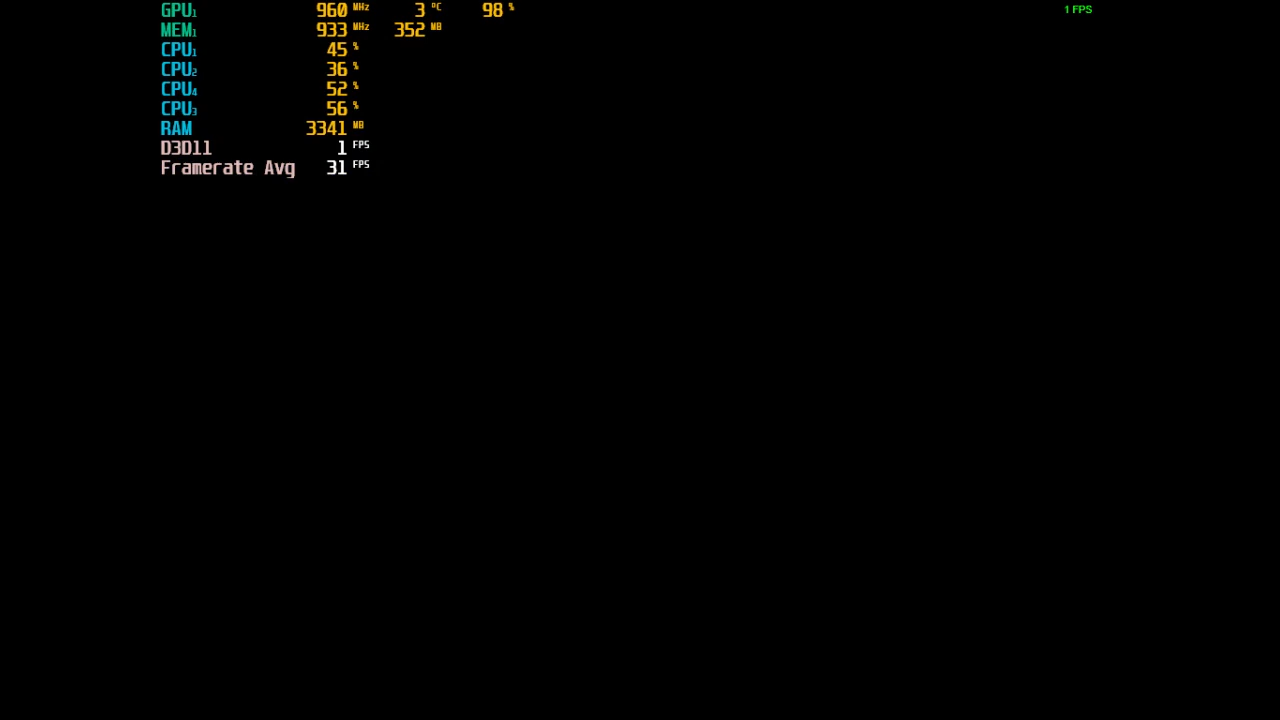 GPU1 960 MHz 3 °C 98 % 1 FPS
MEM1 933 MHz 352 MB
CPU1 45 %
CPU2 36 %
CPU4 52 %
CPU3 56 %
RAM 3341 MB
D3D11 1 FPS
Framerate Avg 31 FPS